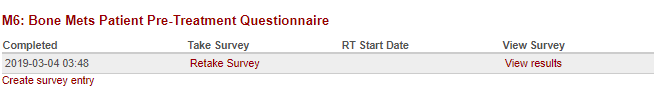 M6: Bone Mets Patient Pre-Treatment Questionnaire
Completed Take Survey RT Start Date View Survey
2019-03-04 03:48 Retake Survey View results
Create survey entry